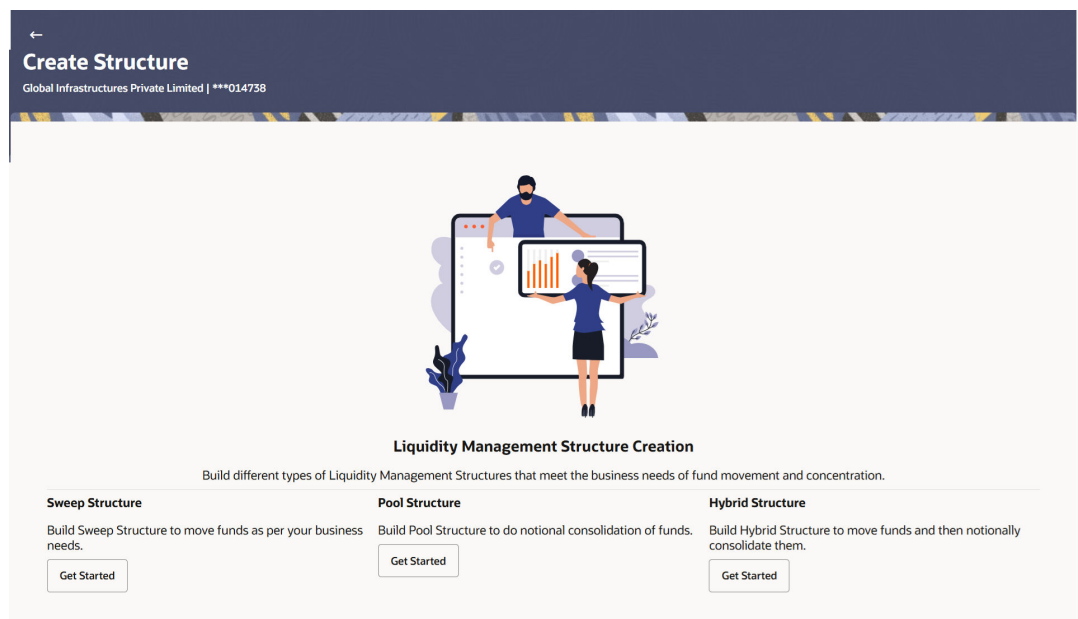 Create Structure
Global Infrastructures Private Limited | ***014738
Liquidity Management Structure Creation
Build different types of Liquidity Management Structures that meet the business needs of fund movement and concentration.
Sweep Structure
Build Sweep Structure to move funds as per your business
needs.
Get Started
Pool Structure
Build Pool Structure to do notional consolidation of funds.
Get Started
Hybrid Structure
Build Hybrid Structure to move funds and then notionally
consolidate them.
Get Started